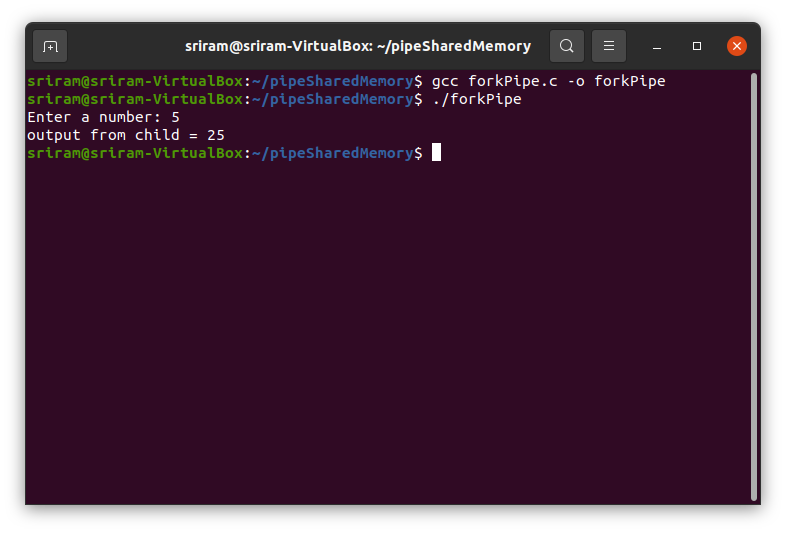 sriram@sriram-VirtualBox: ~/pipeSharedMemory
sriram@sriram-VirtualBox:~/pipeSharedMemory$ gcc forkPipe.c -o forkPipe
sriram@sriram-VirtualBox:~/pipeSharedMemory$ ./forkPipe
Enter a number: 5
output from child = 25
sriram@sriram-VirtualBox:~/pipeSharedMemory$